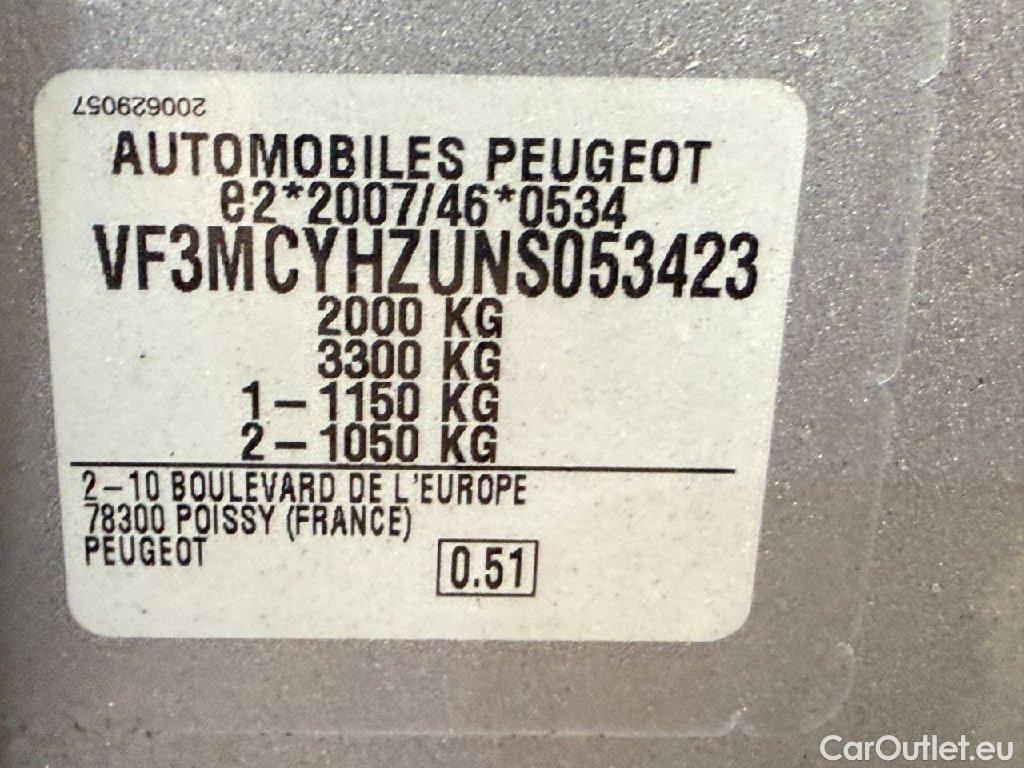 200629057
AUTOMOBILES PEUGEOT
e2*2007/46*0534
VF3MCYHZUNS053423
2000 KG
3300 KG
1-1150 KG
2-1050 KG
2-10 BOULEVARD DE L'EUROPE
78300 POISSY (FRANCE)
PEUGEOT
0.51
CarOutlet.eu